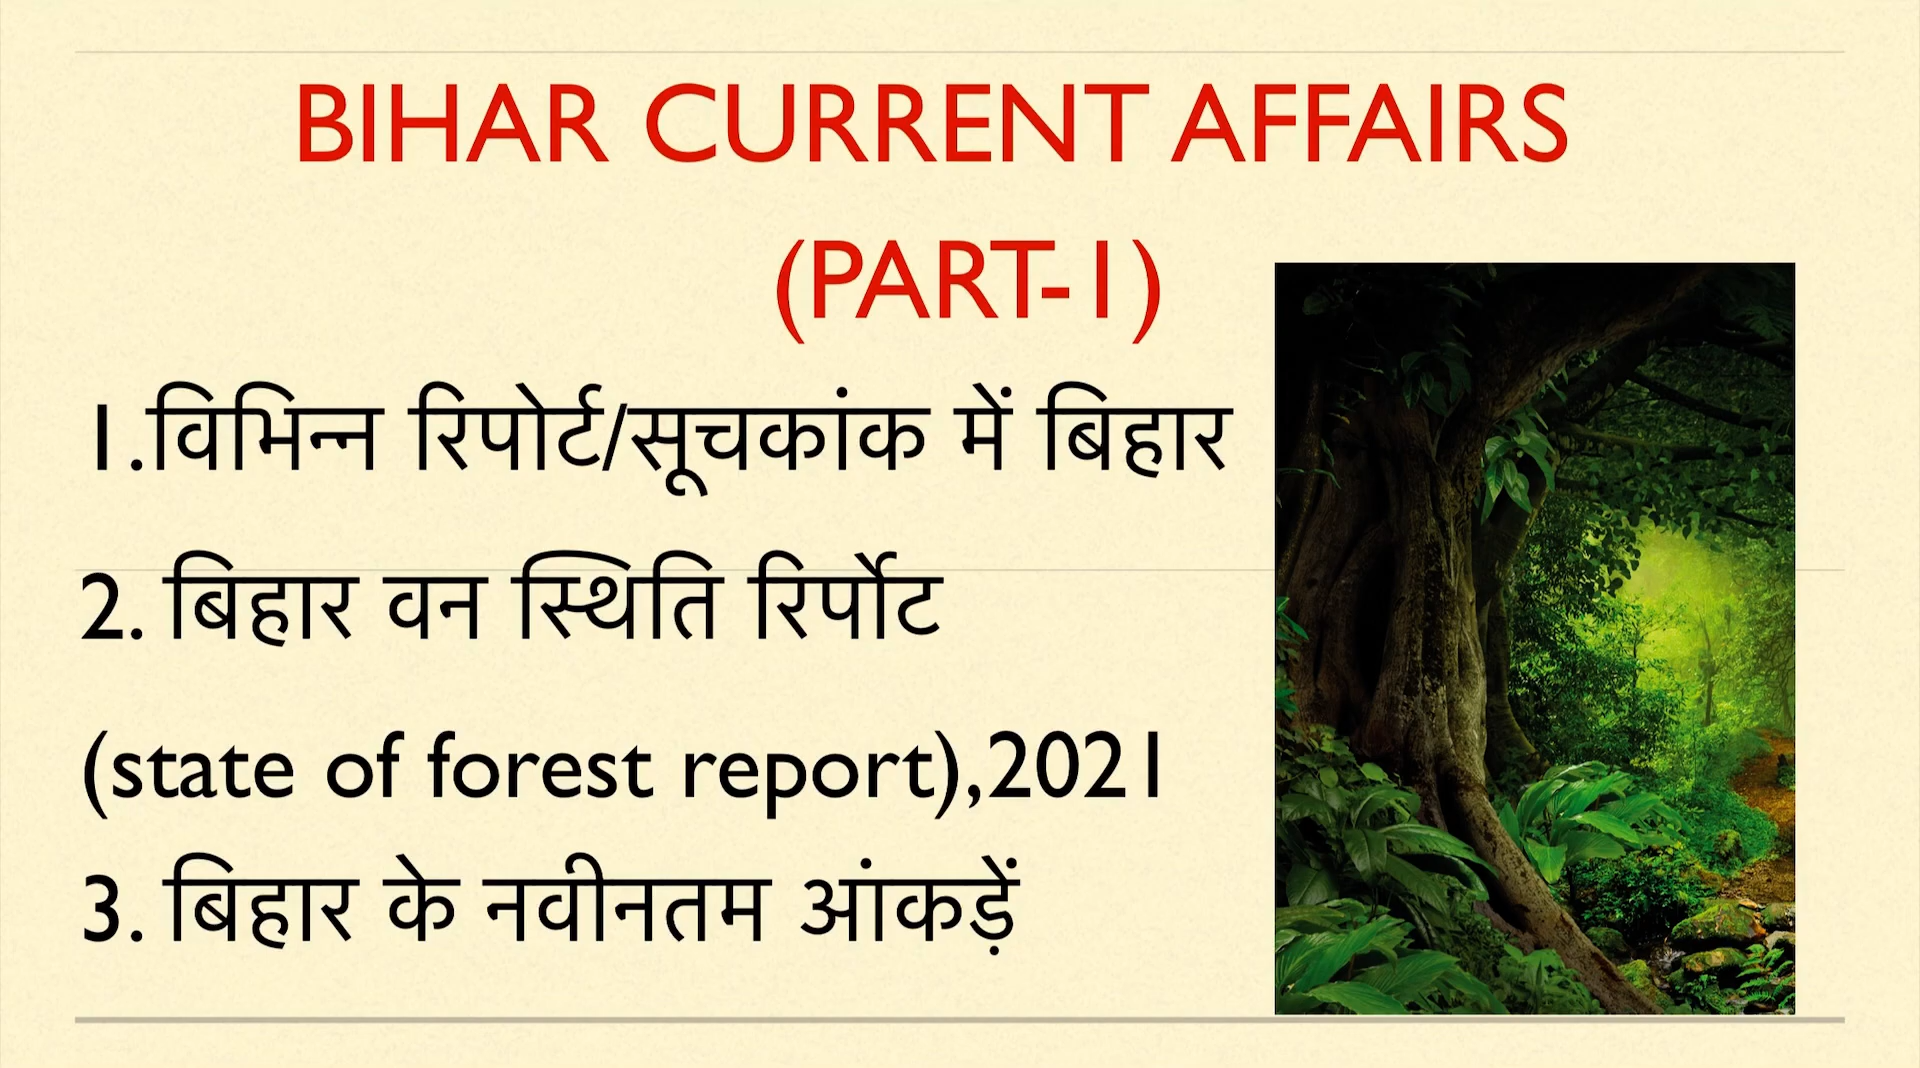 BIHAR CURRENT AFFAIRS
(PART-1)
1.विभिन्न रिपोर्ट/सूचकांक में बिहार
2. बिहार वन स्थिति रिर्पोट
(state of forest report),2021
3. बिहार के नवीनतम आंकड़ें